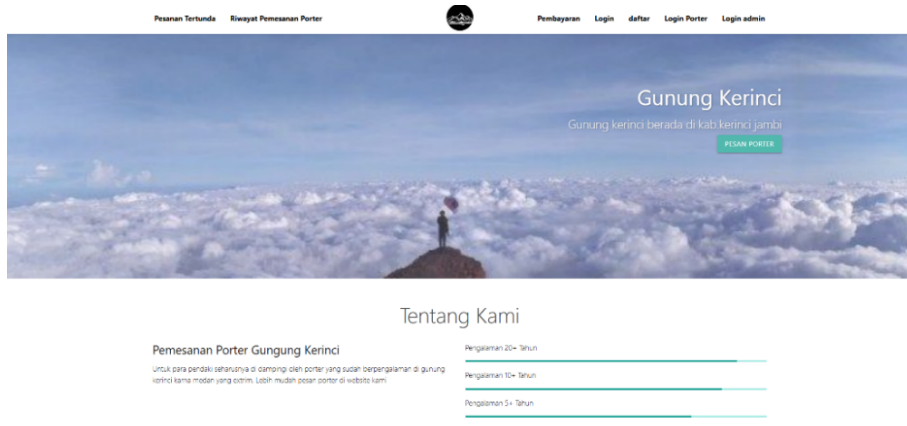 Pesanan Tertunda Riwayat Pemesanan Porter Pembayaran Login daftar Login Porter Login admin
Gunung Kerinci
Gunung kerinci berada di kab kerinci jambi
PESAN PORTER
Tentang Kami
Pemesanan Porter Gungung Kerinci
Untuk para pendaki seharusnya di dampingi oleh porter yang sudah berpengalaman di gunung
kerinci karna medan yang extrim. Lebih mudah pesan porter di website kami
Pengalaman 20+ Tahun
Pengalaman 10+ Tahun
Pengalaman 5+ Tahun